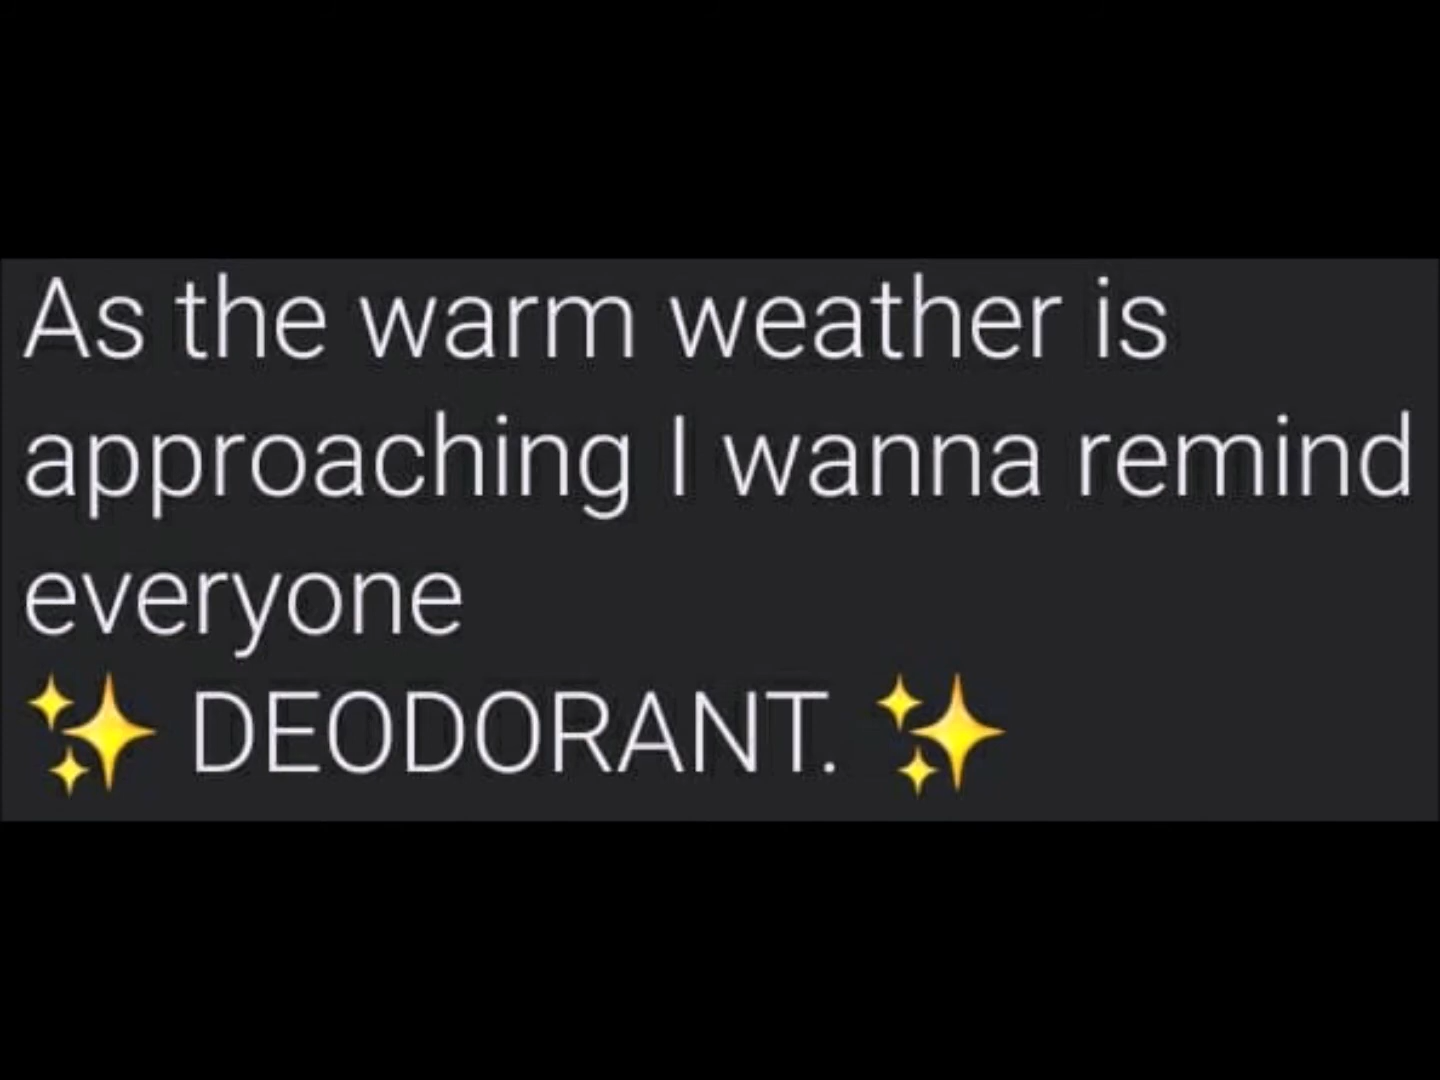 As the warm weather is
approaching I wanna remind
everyone
✨ DEODORANT. ✨